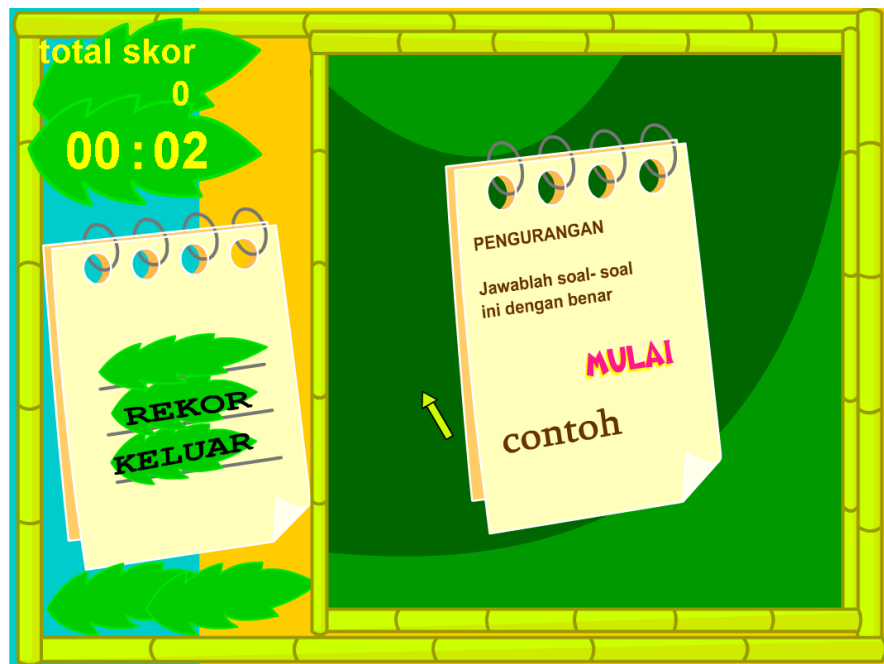 total skor
0
00:02
REKOR
KELUAR
PENGURANGAN
Jawablah soal- soal
ini dengan benar
MULAI
contoh